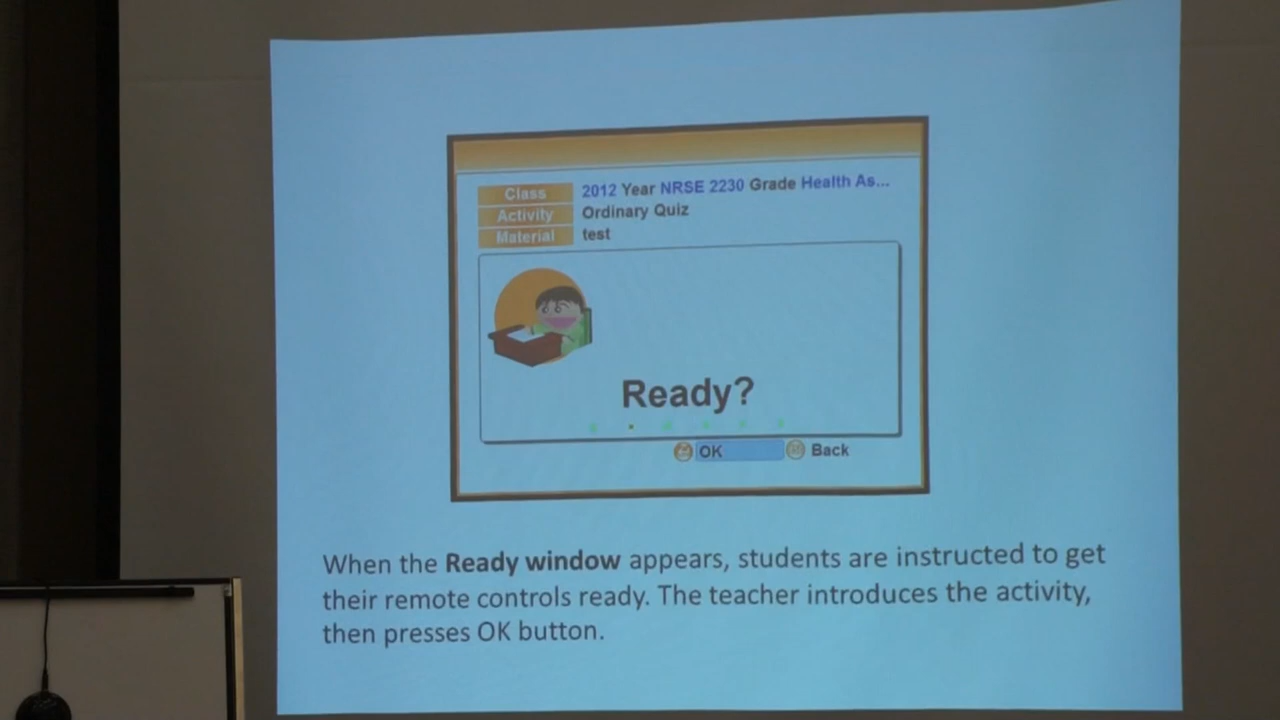 Class 2012 Year NRSE 2230 Grade Health As...
Activity Ordinary Quiz
Material test
Ready?
OK Back
When the Ready window appears, students are instructed to get
their remote controls ready. The teacher introduces the activity,
then presses OK button.